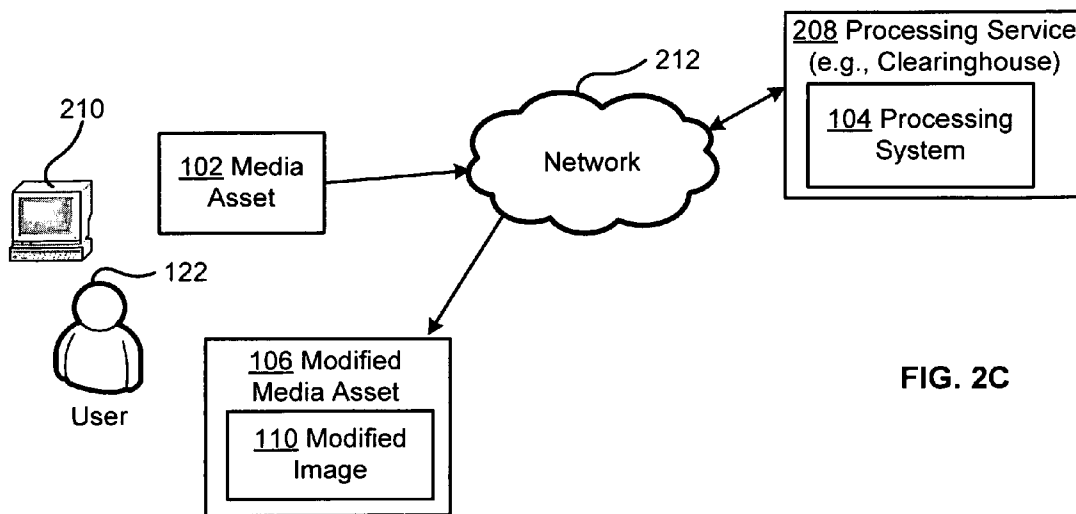 212
208 Processing Service
(e.g., Clearinghouse)
104 Processing
System
210
102 Media
Asset
Network
122
User
106 Modified
Media Asset
110 Modified
Image
FIG. 2C